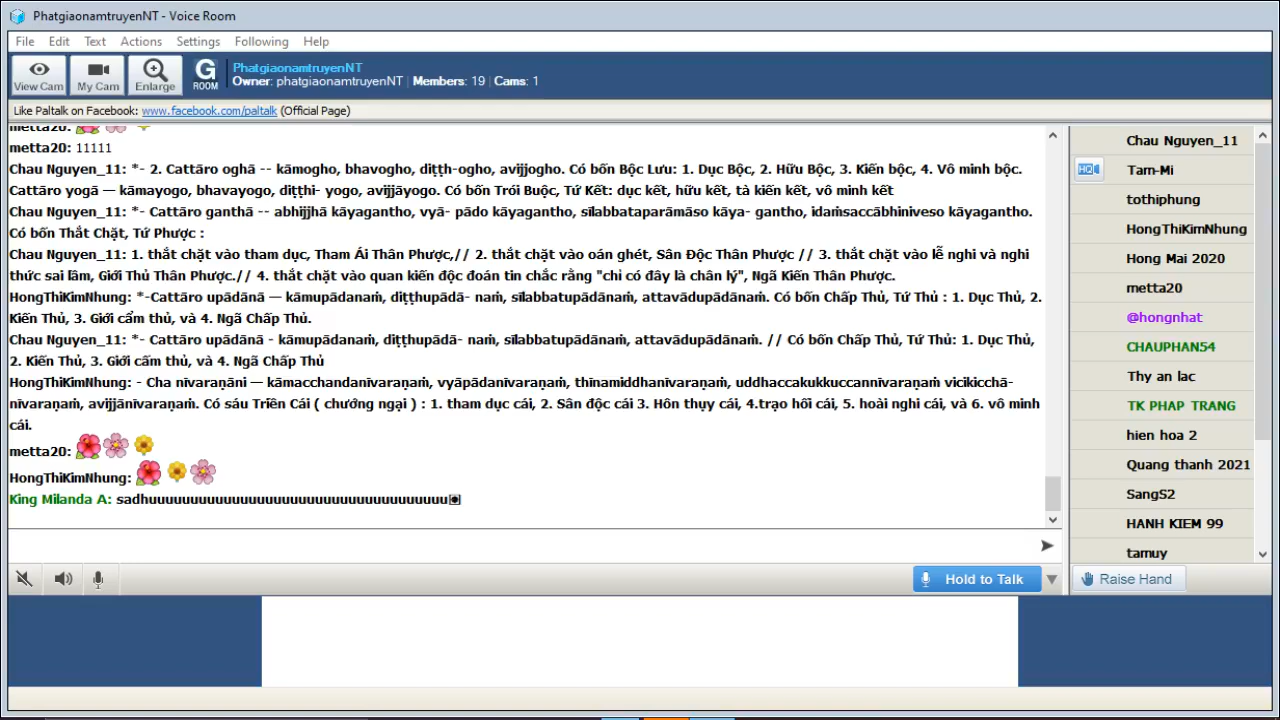 PhatgiaonamtruyenNT - Voice Room
File Edit Text Actions Settings Following Help
View Cam My Cam Enlarge G ROOM
PhatgiaonamtruyenNT
Owner: phatgiaonamtruyenNT | Members: 19 | Cams: 1
Like Paltalk on Facebook: www.facebook.com/paltalk (Official Page)
metta20:
metta20: 11111
Chau Nguyen_11: *- 2. Cattāro oghā -- kāmogho, bhavogho, diṭṭh-ogho, avijjogho. Có bốn Bộc Lưu: 1. Dục Bộc, 2. Hữu Bộc, 3. Kiến bộc, 4. Vô minh bộc.
Cattāro yogā — kāmayogo, bhavayogo, diṭṭhi- yogo, avijjāyogo. Có bốn Trói Buộc, Tứ Kết: dục kết, hữu kết, tà kiến kết, vô minh kết
Chau Nguyen_11: *- Cattāro ganthā -- abhijjhā kāyagantho, vyā- pādo kāyagantho, sīlabbataparāmāso kāya- gantho, idaṁsaccābhiniveso kāyagantho.
Có bốn Thắt Chặt, Tứ Phược :
Chau Nguyen_11: 1. thắt chặt vào tham dục, Tham Ái Thân Phược,// 2. thắt chặt vào oán ghét, Sân Độc Thân Phược // 3. thắt chặt vào lễ nghi và nghi
thức sai lầm, Giới Thủ Thân Phược.// 4. thắt chặt vào quan kiến độc đoán tin chắc rằng "chỉ có đây là chân lý", Ngã Kiến Thân Phược.
HongThiKimNhung: *-Cattāro upādānā — kāmupādanaṁ, diṭṭhupādā- naṁ, sīlabbatupādānaṁ, attavādupādānaṁ. Có bốn Chấp Thủ, Tứ Thủ : 1. Dục Thủ, 2.
Kiến Thủ, 3. Giới cấm thủ, và 4. Ngã Chấp Thủ.
Chau Nguyen_11: *- Cattāro upādānā - kāmupādanaṁ, diṭṭhupādā- naṁ, sīlabbatupādānaṁ, attavādupādānaṁ. // Có bốn Chấp Thủ, Tứ Thủ: 1. Dục Thủ,
2. Kiến Thủ, 3. Giới cấm thủ, và 4. Ngã Chấp Thủ
HongThiKimNhung: - Cha nīvaraṇāni — kāmacchandanīvaraṇaṁ, vyāpādanīvaraṇaṁ, thīnamiddhanīvaraṇaṁ, uddhaccakukkuccannīvaraṇaṁ vicikicchā-
nīvaraṇaṁ, avijjānīvaraṇaṁ. Có sáu Triền Cái ( chướng ngại ) : 1. tham dục cái, 2. Sân độc cái 3. Hôn thụy cái, 4.trạo hối cái, 5. hoài nghi cái, và 6. vô minh
cái.
metta20:
HongThiKimNhung:
King Milanda A: sadhuuuuuuuuuuuuuuuuuuuuuuuuuuuuuuuuuuuu
Hold to Talk
Chau Nguyen_11
HQ Tam-Mi
tothiphung
HongThiKimNhung
Hong Mai 2020
metta20
@hongnhat
CHAUPHAN54
Thy an lac
TK PHAP TRANG
hien hoa 2
Quang thanh 2021
SangS2
HANH KIEM 99
tamuy
Raise Hand